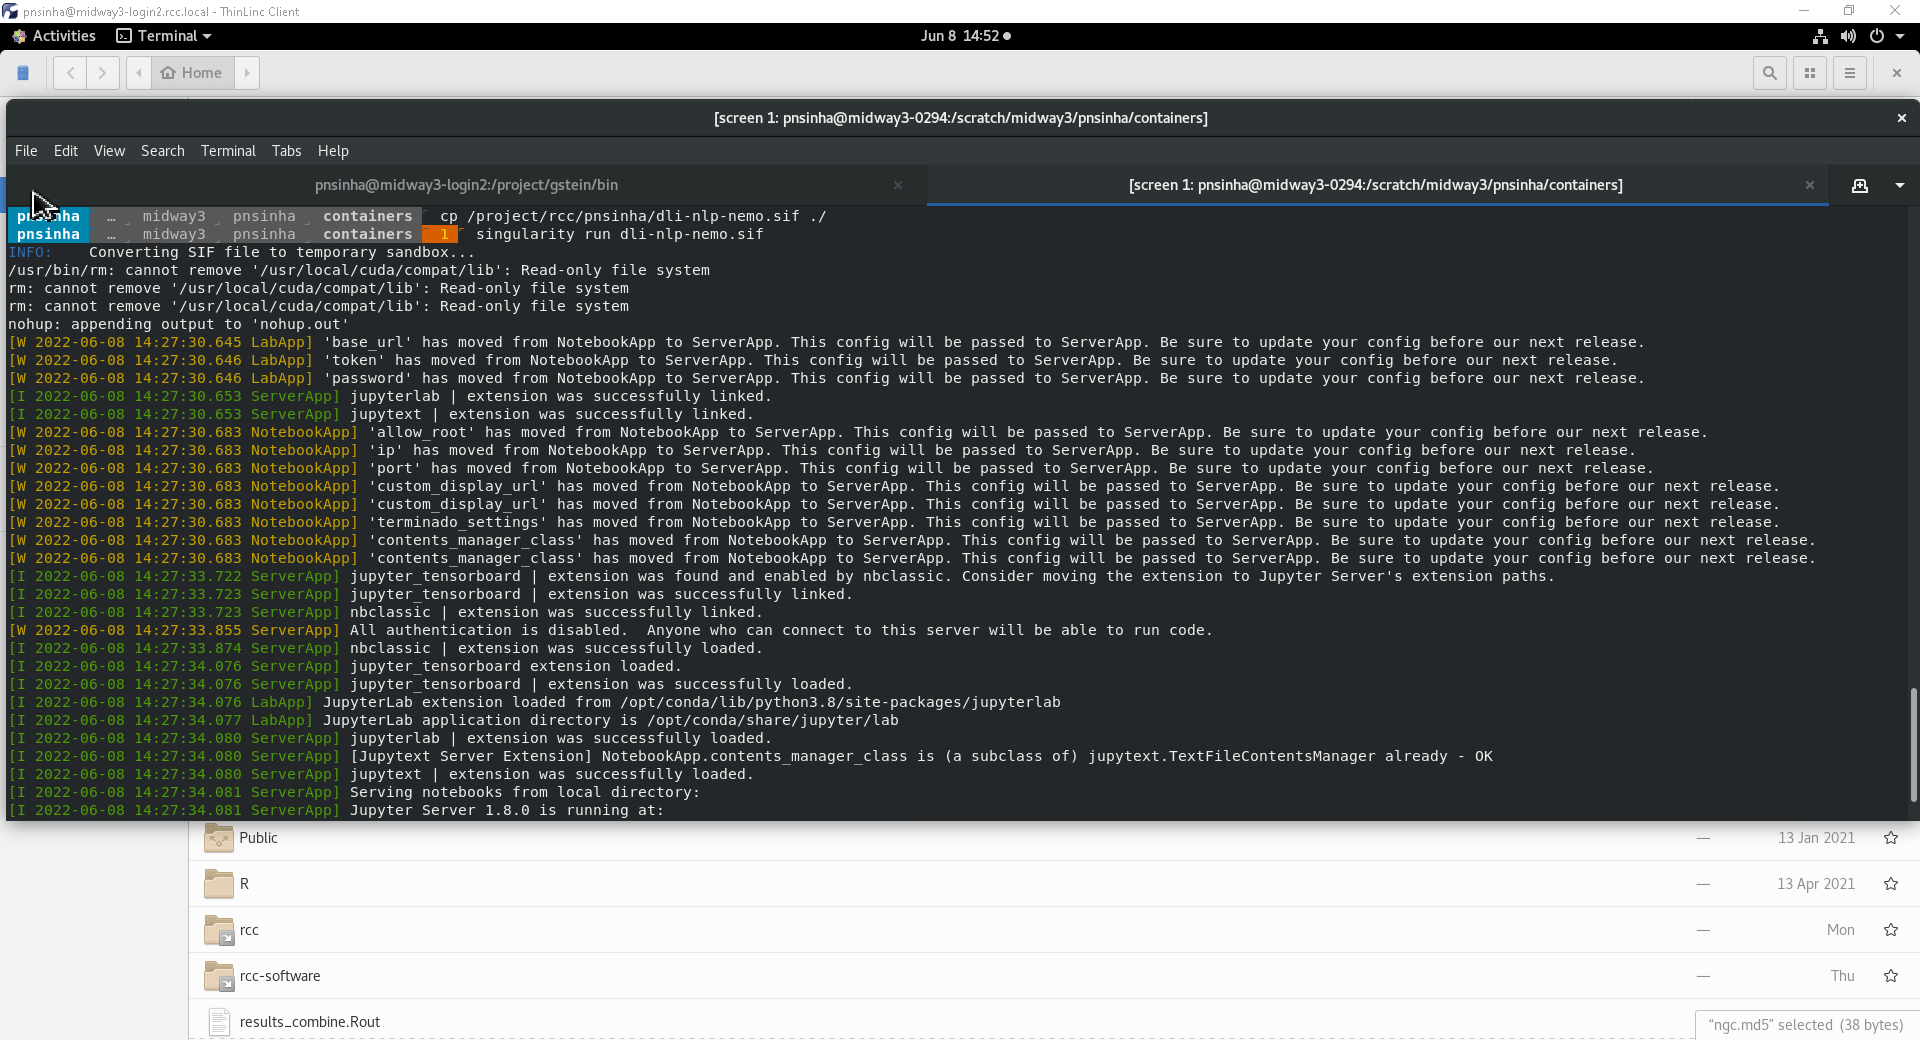 pnsinha@midway3-login2.rcc.local - ThinLinc Client
Activities Terminal Jun 8 14:52
Home
[screen 1: pnsinha@midway3-0294:/scratch/midway3/pnsinha/containers]
File Edit View Search Terminal Tabs Help
pnsinha@midway3-login2:/project/gstein/bin [screen 1: pnsinha@midway3-0294:/scratch/midway3/pnsinha/containers]
pnsinha … midway3 pnsinha containers cp /project/rcc/pnsinha/dli-nlp-nemo.sif ./
pnsinha … midway3 pnsinha containers 1 singularity run dli-nlp-nemo.sif
INFO: Converting SIF file to temporary sandbox...
/usr/bin/rm: cannot remove '/usr/local/cuda/compat/lib': Read-only file system
rm: cannot remove '/usr/local/cuda/compat/lib': Read-only file system
rm: cannot remove '/usr/local/cuda/compat/lib': Read-only file system
nohup: appending output to 'nohup.out'
[W 2022-06-08 14:27:30.645 LabApp] 'base_url' has moved from NotebookApp to ServerApp. This config will be passed to ServerApp. Be sure to update your config before our next release.
[W 2022-06-08 14:27:30.646 LabApp] 'token' has moved from NotebookApp to ServerApp. This config will be passed to ServerApp. Be sure to update your config before our next release.
[W 2022-06-08 14:27:30.646 LabApp] 'password' has moved from NotebookApp to ServerApp. This config will be passed to ServerApp. Be sure to update your config before our next release.
[I 2022-06-08 14:27:30.653 ServerApp] jupyterlab | extension was successfully linked.
[I 2022-06-08 14:27:30.653 ServerApp] jupytext | extension was successfully linked.
[W 2022-06-08 14:27:30.683 NotebookApp] 'allow_root' has moved from NotebookApp to ServerApp. This config will be passed to ServerApp. Be sure to update your config before our next release.
[W 2022-06-08 14:27:30.683 NotebookApp] 'ip' has moved from NotebookApp to ServerApp. This config will be passed to ServerApp. Be sure to update your config before our next release.
[W 2022-06-08 14:27:30.683 NotebookApp] 'port' has moved from NotebookApp to ServerApp. This config will be passed to ServerApp. Be sure to update your config before our next release.
[W 2022-06-08 14:27:30.683 NotebookApp] 'custom_display_url' has moved from NotebookApp to ServerApp. This config will be passed to ServerApp. Be sure to update your config before our next release.
[W 2022-06-08 14:27:30.683 NotebookApp] 'custom_display_url' has moved from NotebookApp to ServerApp. This config will be passed to ServerApp. Be sure to update your config before our next release.
[W 2022-06-08 14:27:30.683 NotebookApp] 'terminado_settings' has moved from NotebookApp to ServerApp. This config will be passed to ServerApp. Be sure to update your config before our next release.
[W 2022-06-08 14:27:30.683 NotebookApp] 'contents_manager_class' has moved from NotebookApp to ServerApp. This config will be passed to ServerApp. Be sure to update your config before our next release.
[W 2022-06-08 14:27:30.683 NotebookApp] 'contents_manager_class' has moved from NotebookApp to ServerApp. This config will be passed to ServerApp. Be sure to update your config before our next release.
[I 2022-06-08 14:27:33.722 ServerApp] jupyter_tensorboard | extension was found and enabled by nbclassic. Consider moving the extension to Jupyter Server's extension paths.
[I 2022-06-08 14:27:33.723 ServerApp] jupyter_tensorboard | extension was successfully linked.
[I 2022-06-08 14:27:33.723 ServerApp] nbclassic | extension was successfully linked.
[W 2022-06-08 14:27:33.855 ServerApp] All authentication is disabled.  Anyone who can connect to this server will be able to run code.
[I 2022-06-08 14:27:33.874 ServerApp] nbclassic | extension was successfully loaded.
[I 2022-06-08 14:27:34.076 ServerApp] jupyter_tensorboard extension loaded.
[I 2022-06-08 14:27:34.076 ServerApp] jupyter_tensorboard | extension was successfully loaded.
[I 2022-06-08 14:27:34.076 LabApp] JupyterLab extension loaded from /opt/conda/lib/python3.8/site-packages/jupyterlab
[I 2022-06-08 14:27:34.077 LabApp] JupyterLab application directory is /opt/conda/share/jupyter/lab
[I 2022-06-08 14:27:34.080 ServerApp] jupyterlab | extension was successfully loaded.
[I 2022-06-08 14:27:34.080 ServerApp] [Jupytext Server Extension] NotebookApp.contents_manager_class is (a subclass of) jupytext.TextFileContentsManager already - OK
[I 2022-06-08 14:27:34.080 ServerApp] jupytext | extension was successfully loaded.
[I 2022-06-08 14:27:34.081 ServerApp] Serving notebooks from local directory:
[I 2022-06-08 14:27:34.081 ServerApp] Jupyter Server 1.8.0 is running at:
Public — 13 Jan 2021
R — 13 Apr 2021
rcc — Mon
rcc-software — Thu
results_combine.Rout
"ngc.md5" selected (38 bytes)